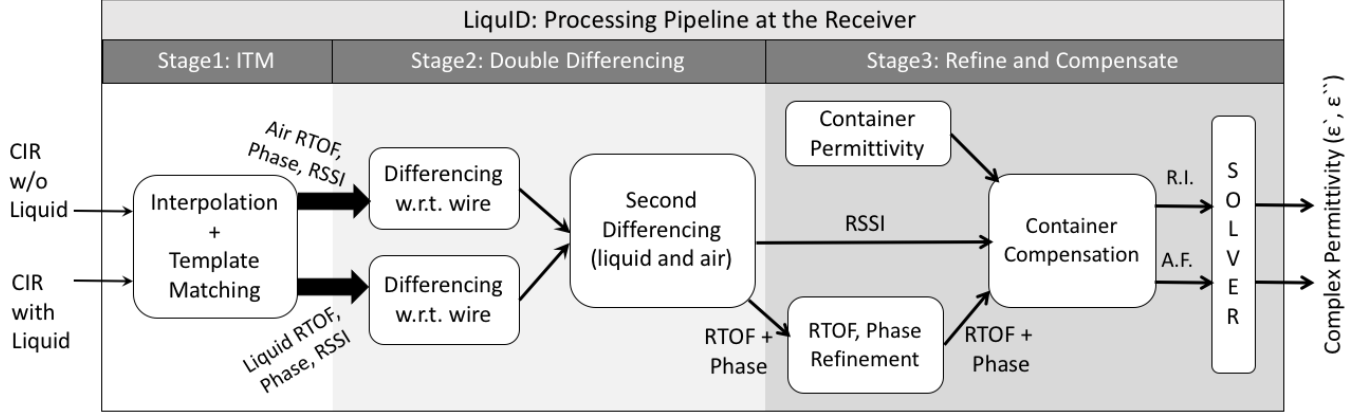 LiquID: Processing Pipeline at the Receiver
Stage1: ITM
Stage2: Double Differencing
Stage3: Refine and Compensate
CIR
w/o
Liquid
CIR
with
Liquid
Interpolation
+
Template
Matching
Air RTOF,
Phase, RSSI
Liquid RTOF,
Phase, RSSI
Differencing
w.r.t. wire
Differencing
w.r.t. wire
Second
Differencing
(liquid and air)
RSSI
RTOF +
Phase
Container
Permittivity
RTOF, Phase
Refinement
RTOF +
Phase
Container
Compensation
R.I.
A.F.
S
O
L
V
E
R
Complex Permittivity (ε`, ε``)